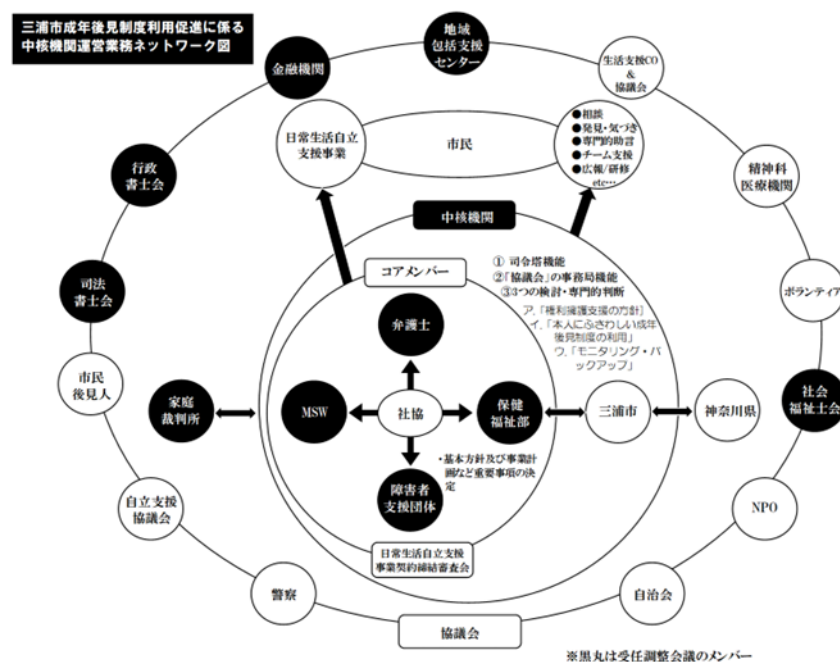 三浦市成年後見制度利用促進に係る
中核機関運営業務ネットワーク図
地域
包括支援
センター
金融機関
生活支援CO
&
協議会
日常生活自立
支援事業
市民
●相談
●発見・気づき
●専門的助言
●チーム支援
●広報/研修
etc…
行政
書士会
精神科
医療機関
中核機関
① 司令塔機能
②「協議会」の事務局機能
③3つの検討・専門的判断
ア.「権利擁護支援の方針」
イ.「本人にふさわしい成年
後見制度の利用」
ウ.「モニタリング・バ
ックアップ」
コアメンバー
司法
書士会
ボランティア
弁護士
市民
後見人
家庭
裁判所
MSW
社協
保健
福祉部
三浦市
神奈川県
社会
福祉士会
・基本方針及び事業計
画など重要事項の決
定
障害者
支援団体
自立支援
協議会
NPO
日常生活自立支援
事業契約締結審査会
警察
自治会
協議会
※黒丸は受任調整会議のメンバー